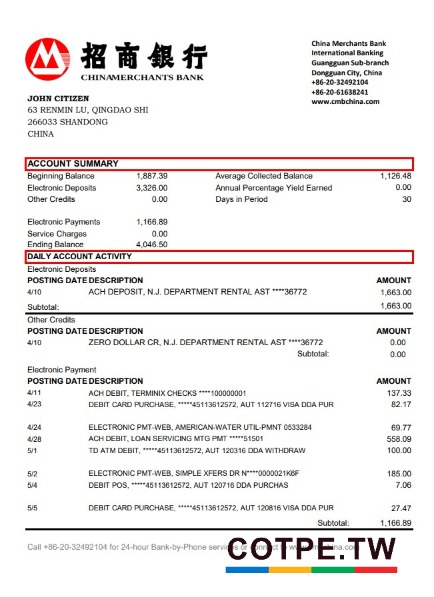 招商银行
CHINAMERCHANTS BANK
China Merchants Bank
International Banking
Guangguan Sub-branch
Dongguan City, China
+86-20-32492104
+86-20-61638241
www.cmbchina.com
JOHN CITIZEN
63 RENMIN LU, QINGDAO SHI
266033 SHANDONG
CHINA
ACCOUNT SUMMARY
Beginning Balance 1,887.39 Average Collected Balance 1,126.48
Electronic Deposits 3,326.00 Annual Percentage Yield Earned 0.00
Other Credits 0.00 Days in Period 30
Electronic Payments 1,166.89
Service Charges 0.00
Ending Balance 4,046.50
DAILY ACCOUNT ACTIVITY
Electronic Deposits
POSTING DATE DESCRIPTION AMOUNT
4/10 ACH DEPOSIT, N.J. DEPARTMENT RENTAL AST ****36772 1,663.00
Subtotal: 1,663.00
Other Credits
POSTING DATE DESCRIPTION AMOUNT
4/10 ZERO DOLLAR CR, N.J. DEPARTMENT RENTAL AST ****36772 0.00
Subtotal: 0.00
Electronic Payment
POSTING DATE DESCRIPTION AMOUNT
4/11 ACH DEBIT, TERMINIX CHECKS ****100000001 137.33
4/23 DEBIT CARD PURCHASE, *****45113612572, AUT 112716 VISA DDA PUR 82.17
4/24 ELECTRONIC PMT-WEB, AMERICAN-WATER UTIL-PMNT 0533284 69.77
4/28 ACH DEBIT, LOAN SERVICING MTG PMT *****51501 558.09
5/1 TD ATM DEBIT, *****45113612572, AUT 120316 DDA WITHDRAW 100.00
5/2 ELECTRONIC PMT-WEB, SIMPLE XFERS DR N****0000021K6F 185.00
5/4 DEBIT POS, *****45113612572, AUT 120716 DDA PURCHAS 7.06
5/5 DEBIT CARD PURCHASE, *****45113612572, AUT 120816 VISA DDA PUR 27.47
Subtotal: 1,166.89
Call +86-20-32492104 for 24-hour Bank-by-Phone services or connect to www.cmbchina.com
COTPE.TW